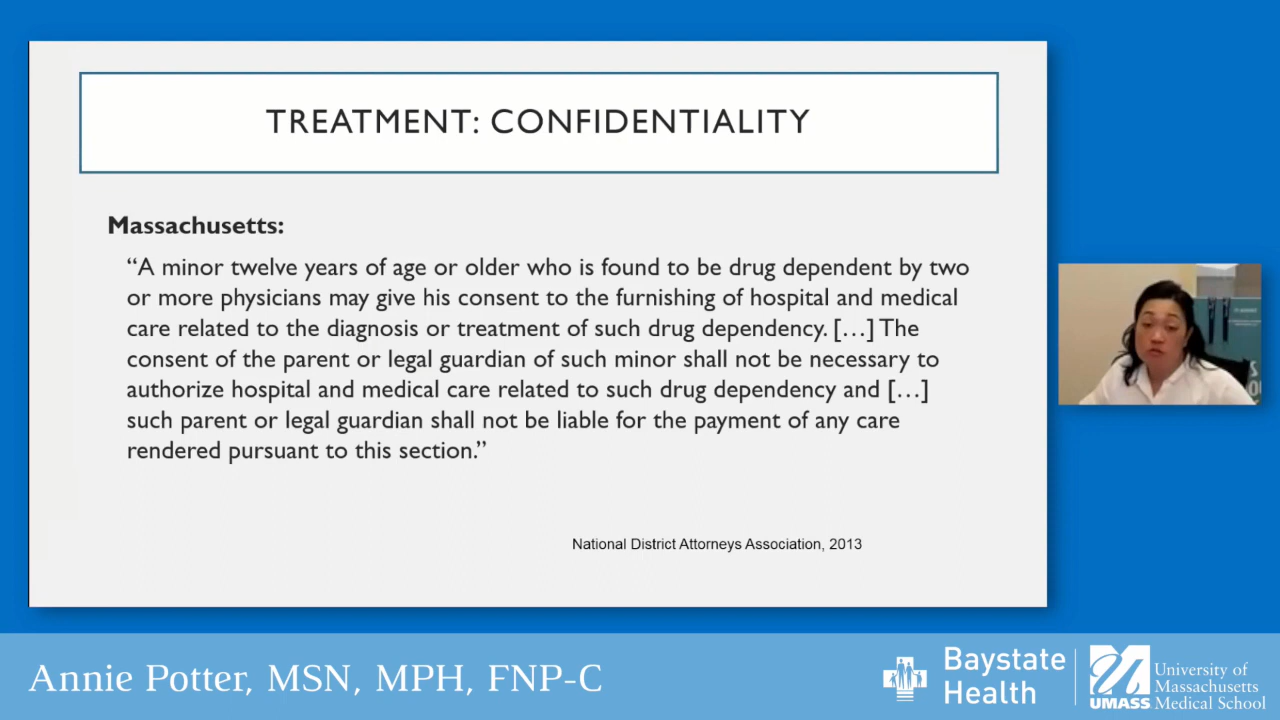 TREATMENT: CONFIDENTIALITY
Massachusetts:
“A minor twelve years of age or older who is found to be drug dependent by two
or more physicians may give his consent to the furnishing of hospital and medical
care related to the diagnosis or treatment of such drug dependency. […] The
consent of the parent or legal guardian of such minor shall not be necessary to
authorize hospital and medical care related to such drug dependency and […]
such parent or legal guardian shall not be liable for the payment of any care
rendered pursuant to this section.”
National District Attorneys Association, 2013
Annie Potter, MSN, MPH, FNP-C
Baystate
Health
UMASS
University of
Massachusetts
Medical School